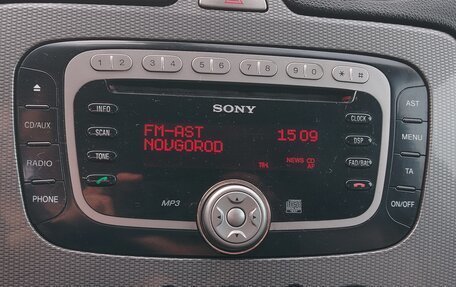 1 2 3 4 5 6 7 8 9 0 * #
SONY
INFO
SCAN
TONE
CD/AUX
RADIO
PHONE
FM-AST 15 09
NOVGOROD
NEWS CD
AF
MP3
CLOCK
DSP
FAD/BAL
AST
MENU
TA
ON/OFF